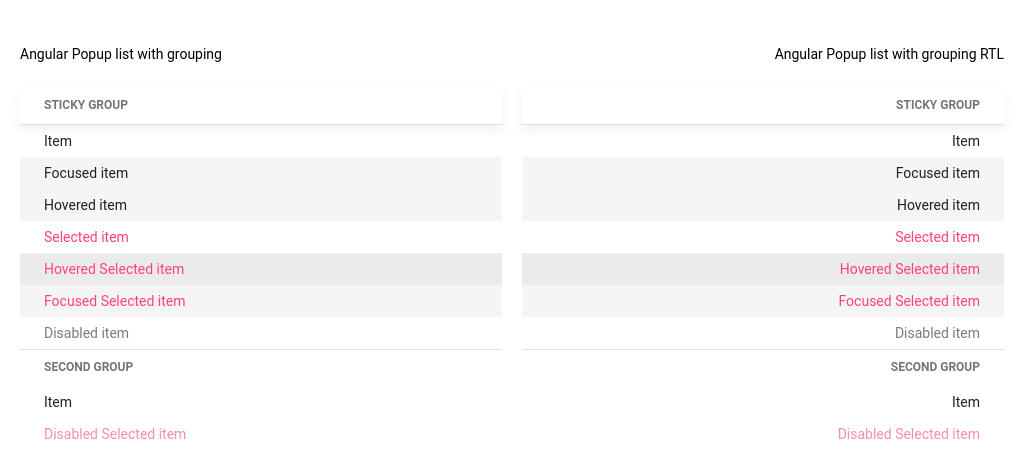 Angular Popup list with grouping
STICKY GROUP
Item
Focused item
Hovered item
Selected item
Hovered Selected item
Focused Selected item
Disabled item
SECOND GROUP
Item
Disabled Selected item
Angular Popup list with grouping RTL
STICKY GROUP
Item
Focused item
Hovered item
Selected item
Hovered Selected item
Focused Selected item
Disabled item
SECOND GROUP
Item
Disabled Selected item